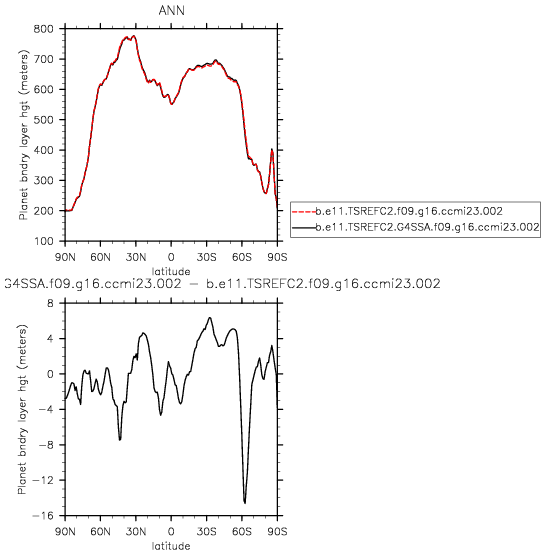 ANN
800
700
600
500
400
300
200
100
Planet bndry layer hgt (meters)
90N 60N 30N 0 30S 60S 90S
latitude
b.e11.TSREFC2.f09.g16.ccmi23.002
b.e11.TSREFC2.G4SSA.f09.g16.ccmi23.002
G4SSA.f09.g16.ccmi23.002 − b.e11.TSREFC2.f09.g16.ccmi23.002
8
4
0
−4
−8
−12
−16
Planet bndry layer hgt (meters)
90N 60N 30N 0 30S 60S 90S
latitude